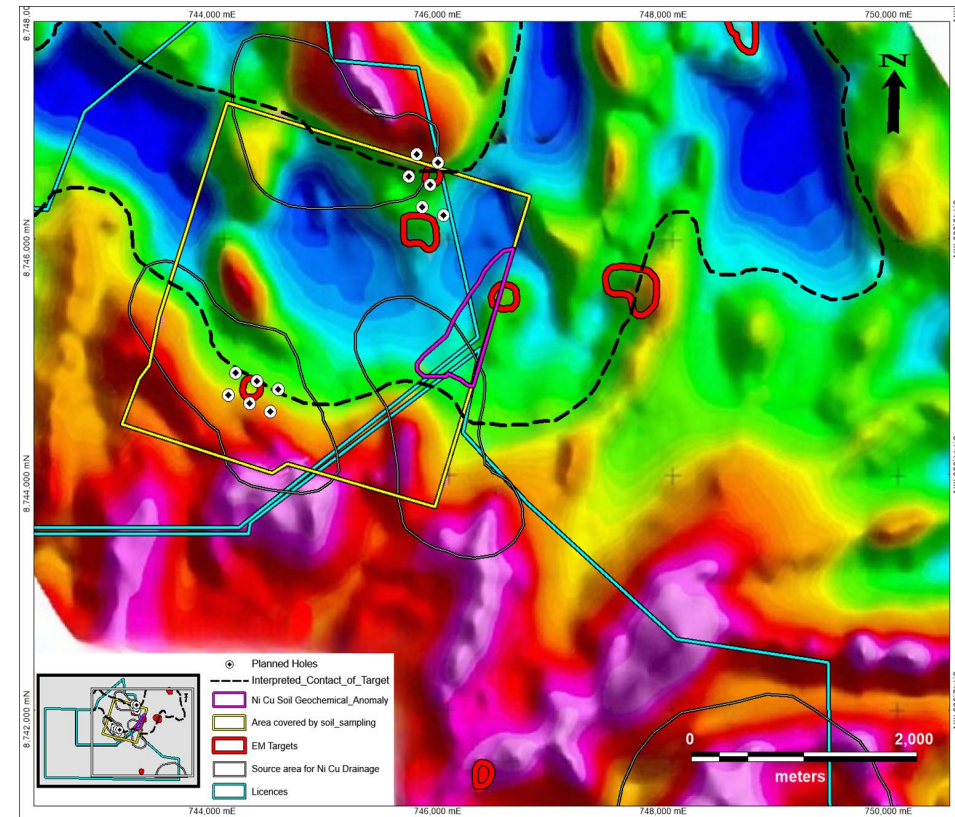 744,000 mE 746,000 mE 748,000 mE 750,000 mE
8,748,00
N
8,746,000 mN
8,744,000 mN
8,742,000 mN
Planned Holes
Interpreted_Contact_of_Target
Ni Cu Soil Geochemical_Anomaly
Area covered by soil_sampling
EM Targets
Source area for Ni Cu Drainage
Licences
0 2,000
meters
744,000 mE 746,000 mE 748,000 mE 750,000 mE